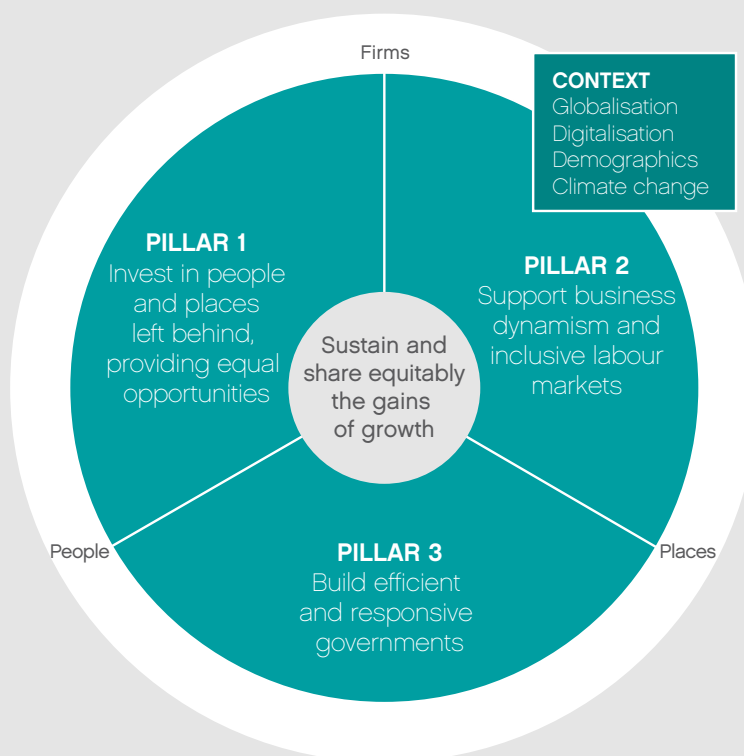 Firms
CONTEXT
Globalisation
Digitalisation
Demographics
Climate change
PILLAR 1
Invest in people
and places
left behind,
providing equal
opportunities
PILLAR 2
Support business
dynamism and
inclusive labour
markets
Sustain and
share equitably
the gains
of growth
People
Places
PILLAR 3
Build efficient
and responsive
governments